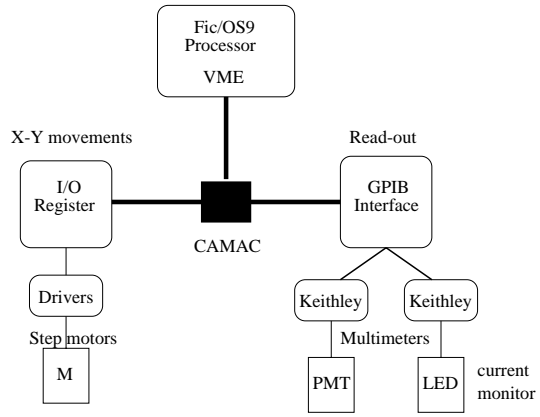 Fic/OS9
Processor
VME
X-Y movements
Read-out
I/O
Register
GPIB
Interface
CAMAC
Drivers
Keithley
Keithley
Step motors
Multimeters
M
PMT
LED
current
monitor